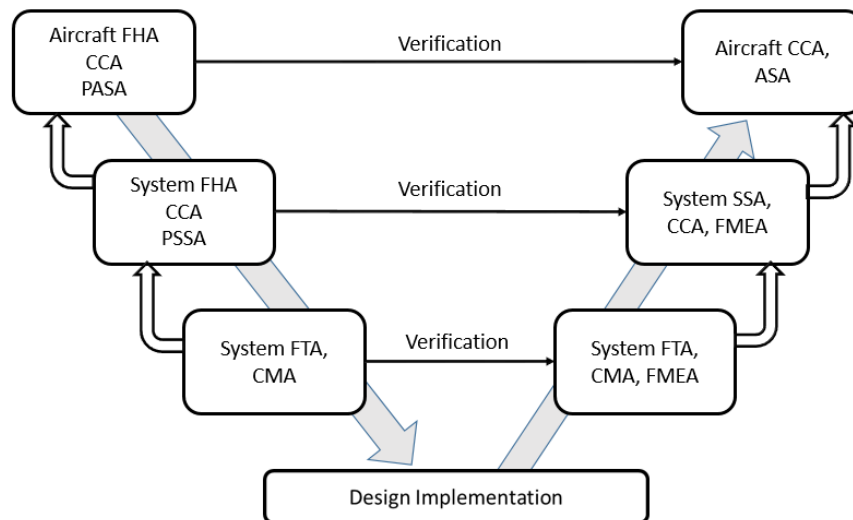 Aircraft FHA
CCA
PASA
Verification
Aircraft CCA,
ASA
System FHA
CCA
PSSA
Verification
System SSA,
CCA, FMEA
System FTA,
CMA
Verification
System FTA,
CMA, FMEA
Design Implementation